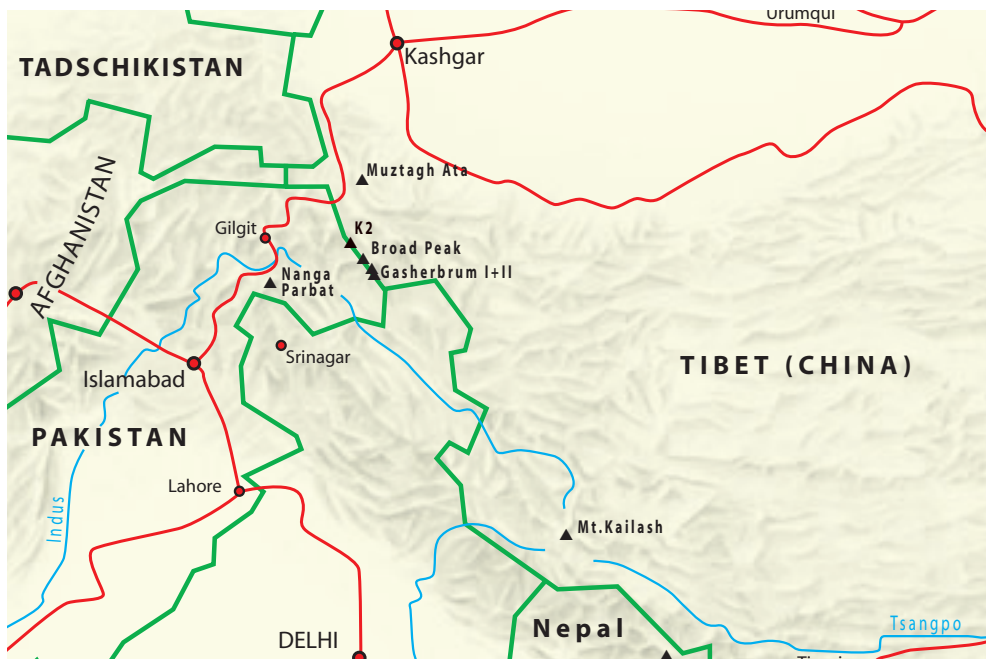 Urumqui
Kashgar
TADSCHIKISTAN
Muztagh Ata
AFGHANISTAN
Gilgit
K2
Broad Peak
Gasherbrum I+II
Nanga
Parbat
Srinagar
TIBET (CHINA)
Islamabad
PAKISTAN
Lahore
Indus
Mt.Kailash
Nepal
Tsangpo
DELHI